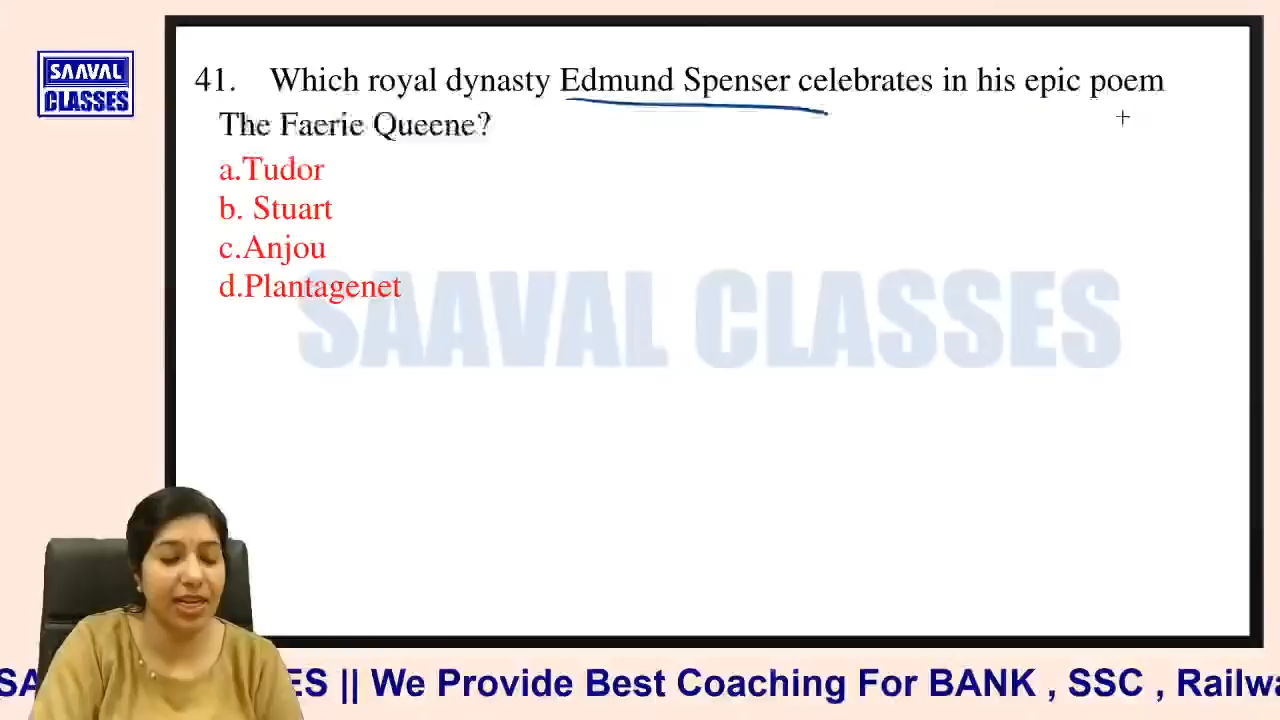 SAAVAL
CLASSES
41. Which royal dynasty Edmund Spenser celebrates in his epic poem
The Faerie Queene?
a.Tudor
b. Stuart
c.Anjou
d.Plantagenet
SAAVAL CLASSES
ES || We Provide Best Coaching For BANK , SSC ,